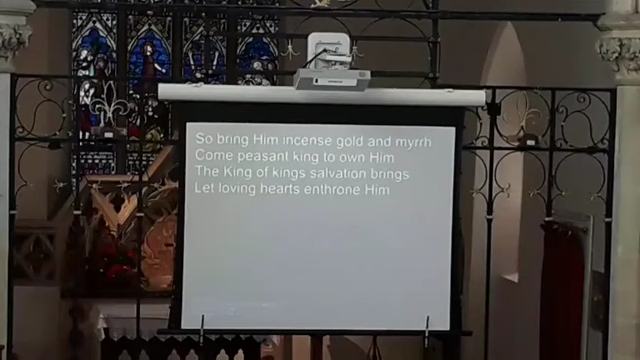 So bring Him incense gold and myrrh
Come peasant king to own Him
The King of kings salvation brings
Let loving hearts enthrone Him